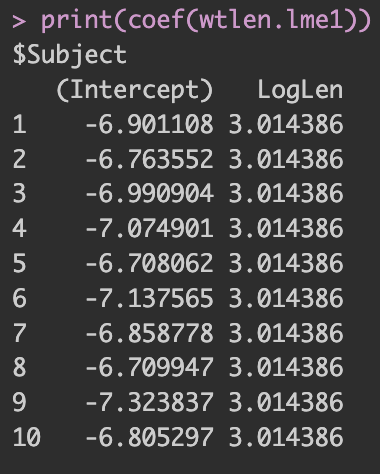 > print(coef(wtlen.lme1))
$Subject
   (Intercept)   LogLen
1    -6.901108 3.014386
2    -6.763552 3.014386
3    -6.990904 3.014386
4    -7.074901 3.014386
5    -6.708062 3.014386
6    -7.137565 3.014386
7    -6.858778 3.014386
8    -6.709947 3.014386
9    -7.323837 3.014386
10   -6.805297 3.014386